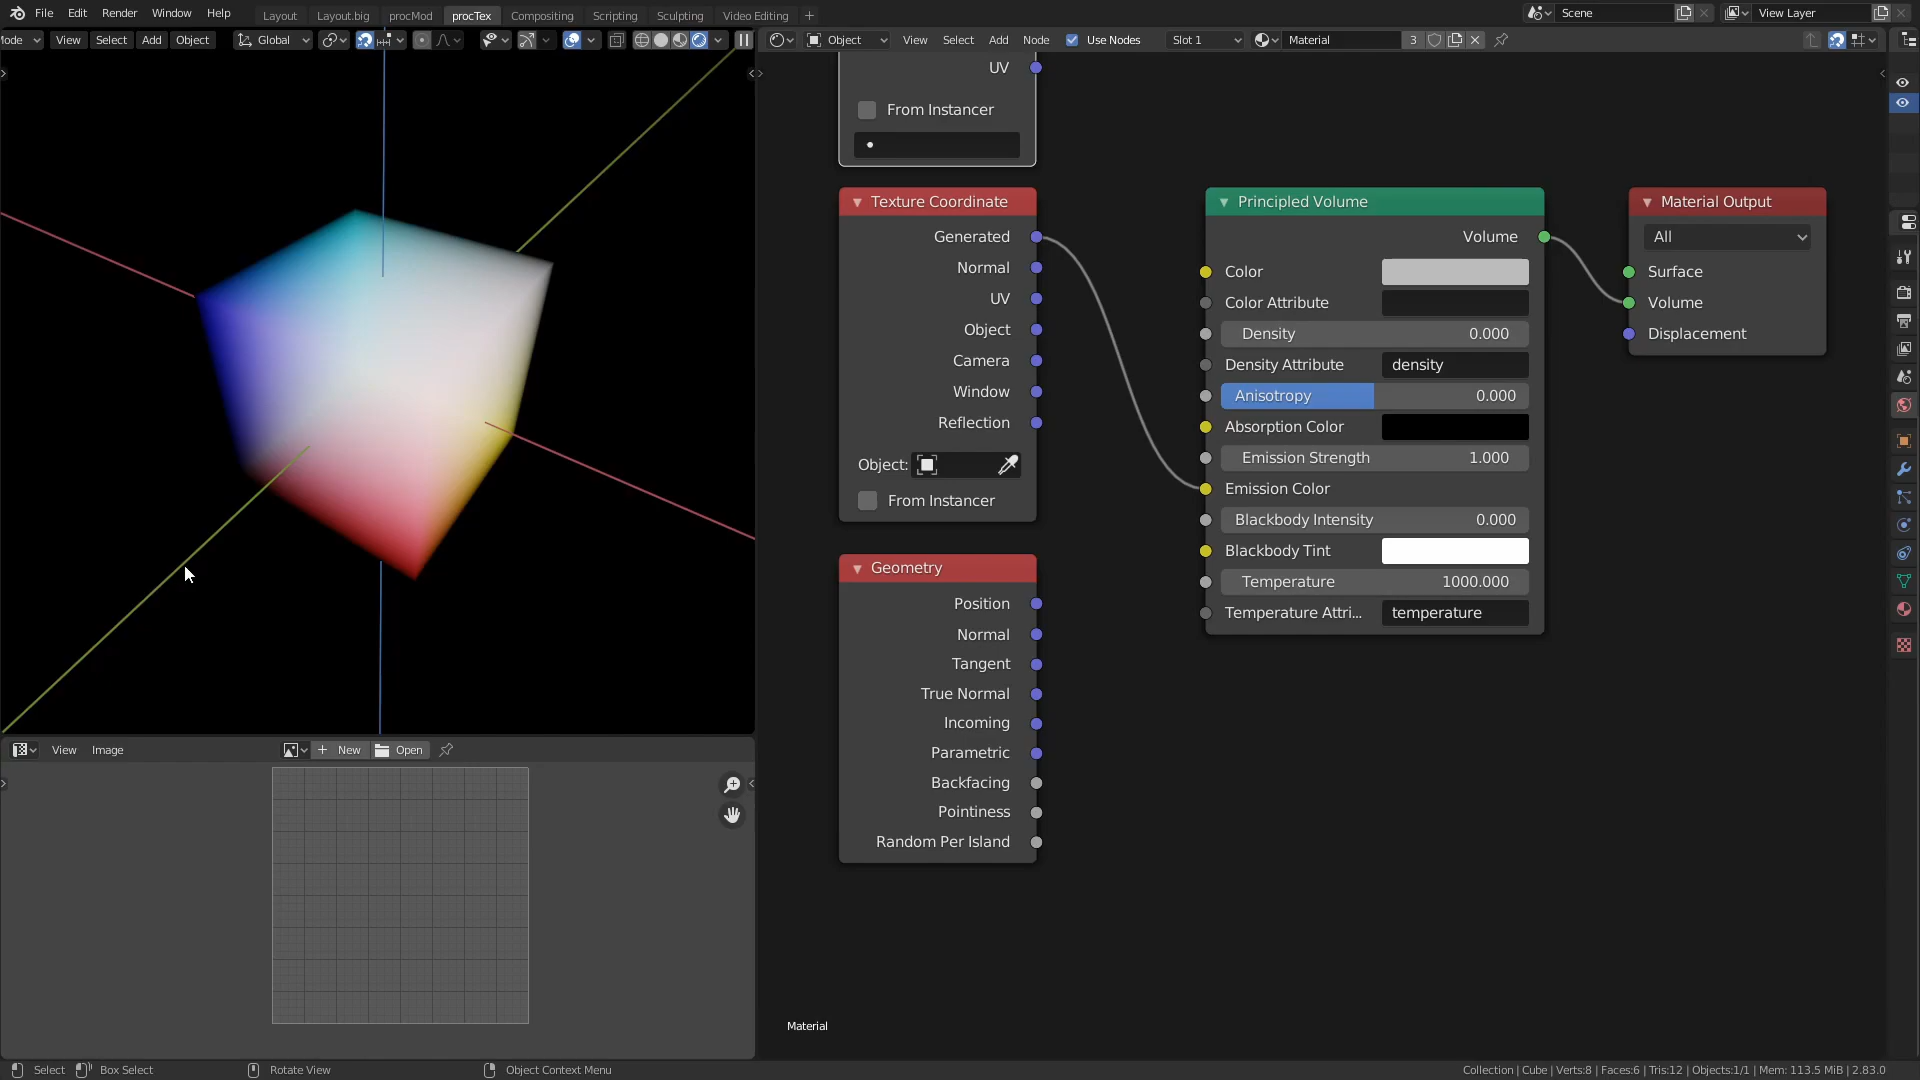 File Edit Render Window Help
Layout Layout.big procMod procTex Compositing Scripting Sculpting Video Editing +
Scene
View Layer
ode View Select Add Object
Global
Object View Select Add Node Use Nodes
Slot 1
Material 3
UV
From Instancer
Texture Coordinate
Generated
Normal
UV
Object
Camera
Window
Reflection
Object:
From Instancer
Geometry
Position
Normal
Tangent
True Normal
Incoming
Parametric
Backfacing
Pointiness
Random Per Island
Principled Volume
Volume
Color
Color Attribute
Density 0.000
Density Attribute density
Anisotropy 0.000
Absorption Color
Emission Strength 1.000
Emission Color
Blackbody Intensity 0.000
Blackbody Tint
Temperature 1000.000
Temperature Attri... temperature
Material Output
All
Surface
Volume
Displacement
View Image
+ New Open
Material
Select Box Select Rotate View Object Context Menu
Collection | Cube | Verts:8 | Faces:6 | Tris:12 | Objects:1/1 | Mem: 113.5 MiB | 2.83.0